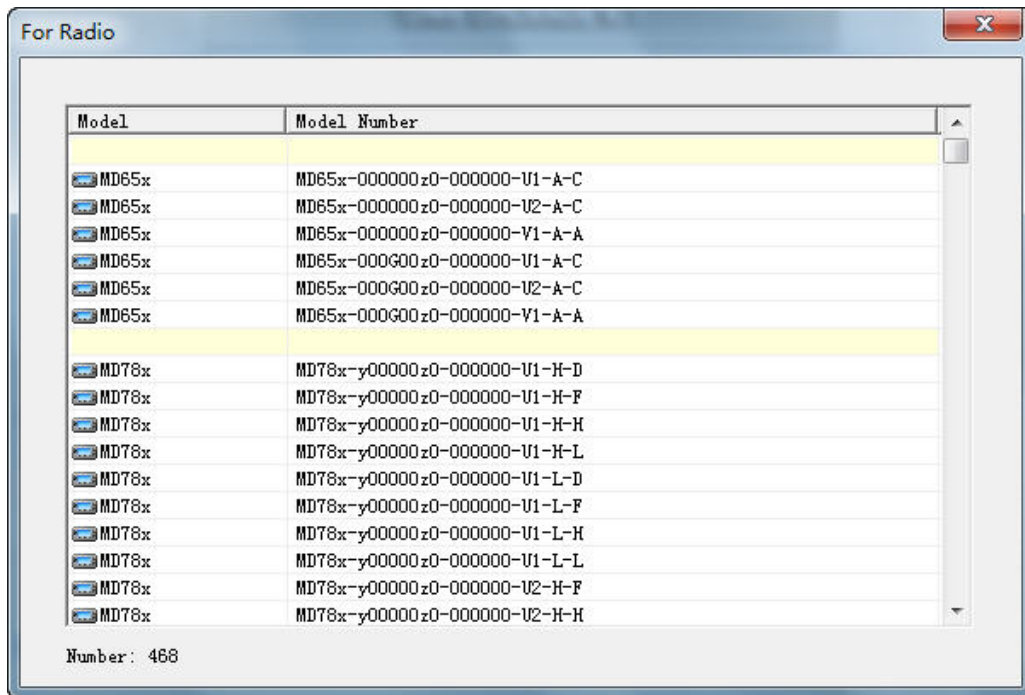 For Radio
Model Model Number
MD65x MD65x-000000z0-000000-U1-A-C
MD65x MD65x-000000z0-000000-U2-A-C
MD65x MD65x-000000z0-000000-V1-A-A
MD65x MD65x-000G00z0-000000-U1-A-C
MD65x MD65x-000G00z0-000000-U2-A-C
MD65x MD65x-000G00z0-000000-V1-A-A
MD78x MD78x-y00000z0-000000-U1-H-D
MD78x MD78x-y00000z0-000000-U1-H-F
MD78x MD78x-y00000z0-000000-U1-H-H
MD78x MD78x-y00000z0-000000-U1-H-L
MD78x MD78x-y00000z0-000000-U1-L-D
MD78x MD78x-y00000z0-000000-U1-L-F
MD78x MD78x-y00000z0-000000-U1-L-H
MD78x MD78x-y00000z0-000000-U1-L-L
MD78x MD78x-y00000z0-000000-U2-H-F
MD78x MD78x-y00000z0-000000-U2-H-H
Number: 468